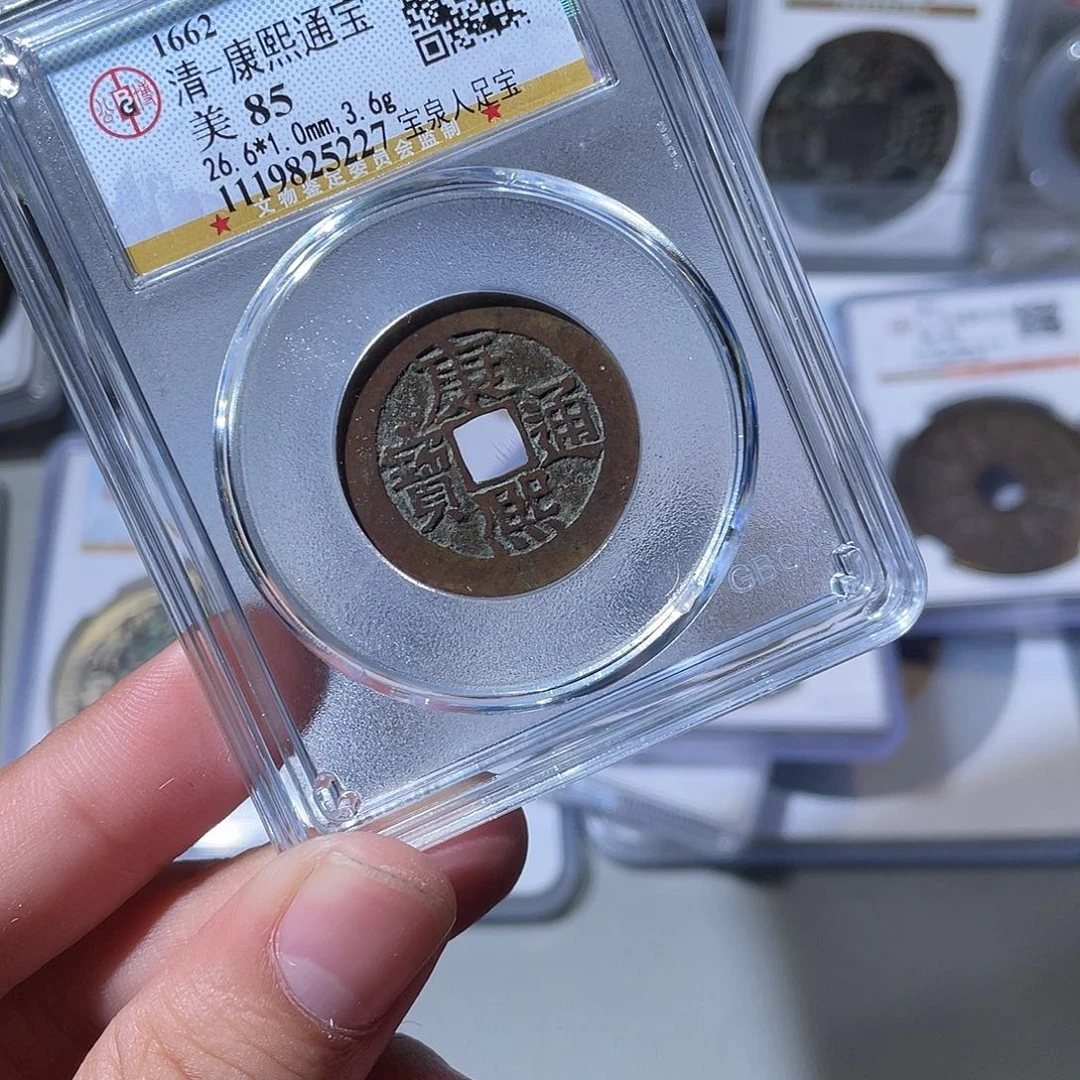 1662
清-康熙通宝
美 85
26.6*1.0mm,3.6g 宝泉人足宝
1119825227
文物鉴定委员会监制
康熙通寳
GBCA